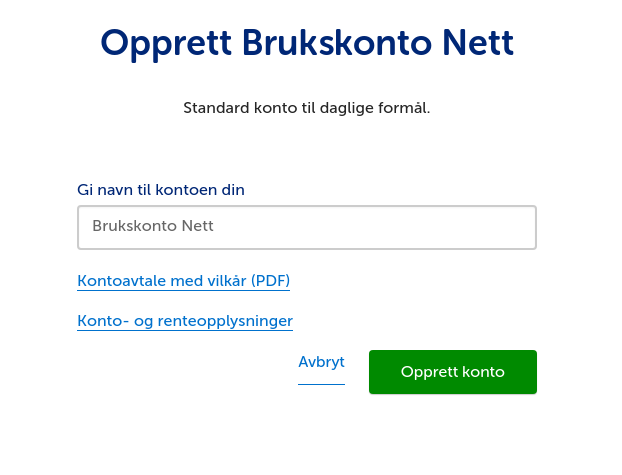 Opprett Brukskonto Nett
Standard konto til daglige formål.
Gi navn til kontoen din
Brukskonto Nett
Kontoavtale med vilkår (PDF)
Konto- og renteopplysninger
Avbryt
Opprett konto